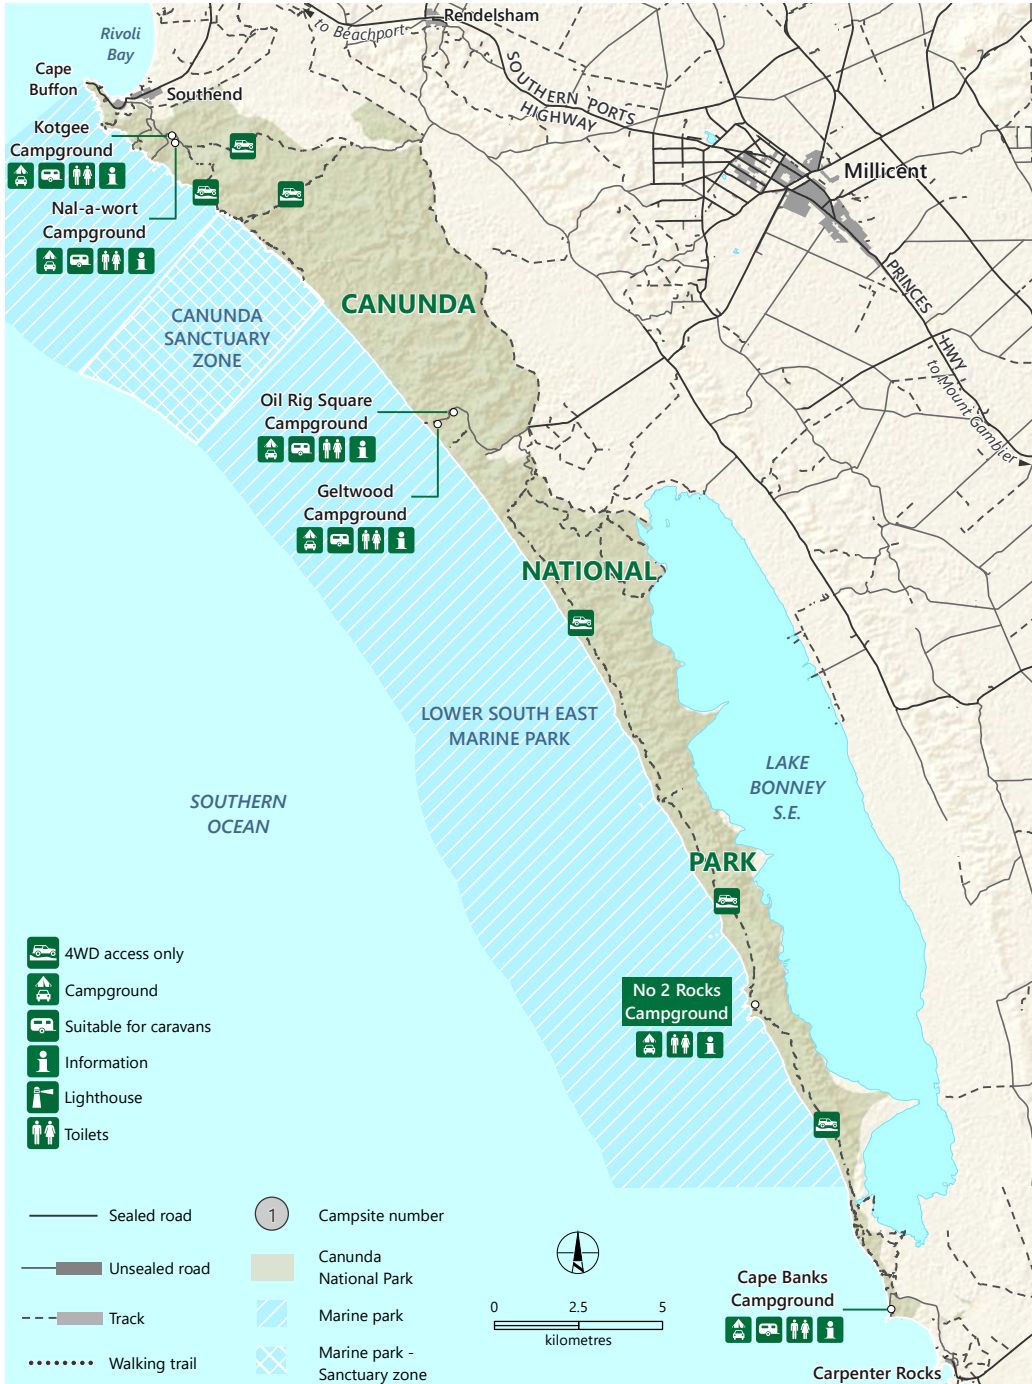 Rendelsham
to Beachport
Rivoli
Bay
SOUTHERN PORTS
HIGHWAY
Cape
Buffon
Southend
Kotgee
Campground
Millicent
Nal-a-wort
Campground
PRINCES
HWY
to Mount Gambier
CANUNDA
CANUNDA
SANCTUARY
ZONE
Oil Rig Square
Campground
Geltwood
Campground
NATIONAL
LOWER SOUTH EAST
MARINE PARK
LAKE
BONNEY
S.E.
SOUTHERN
OCEAN
PARK
No 2 Rocks
Campground
4WD access only
Campground
Suitable for caravans
Information
Lighthouse
Toilets
Sealed road
Unsealed road
Track
Walking trail
1
Campsite number
Canunda
National Park
Marine park
Marine park -
Sanctuary zone
0 2.5 5
kilometres
Cape Banks
Campground
Carpenter Rocks